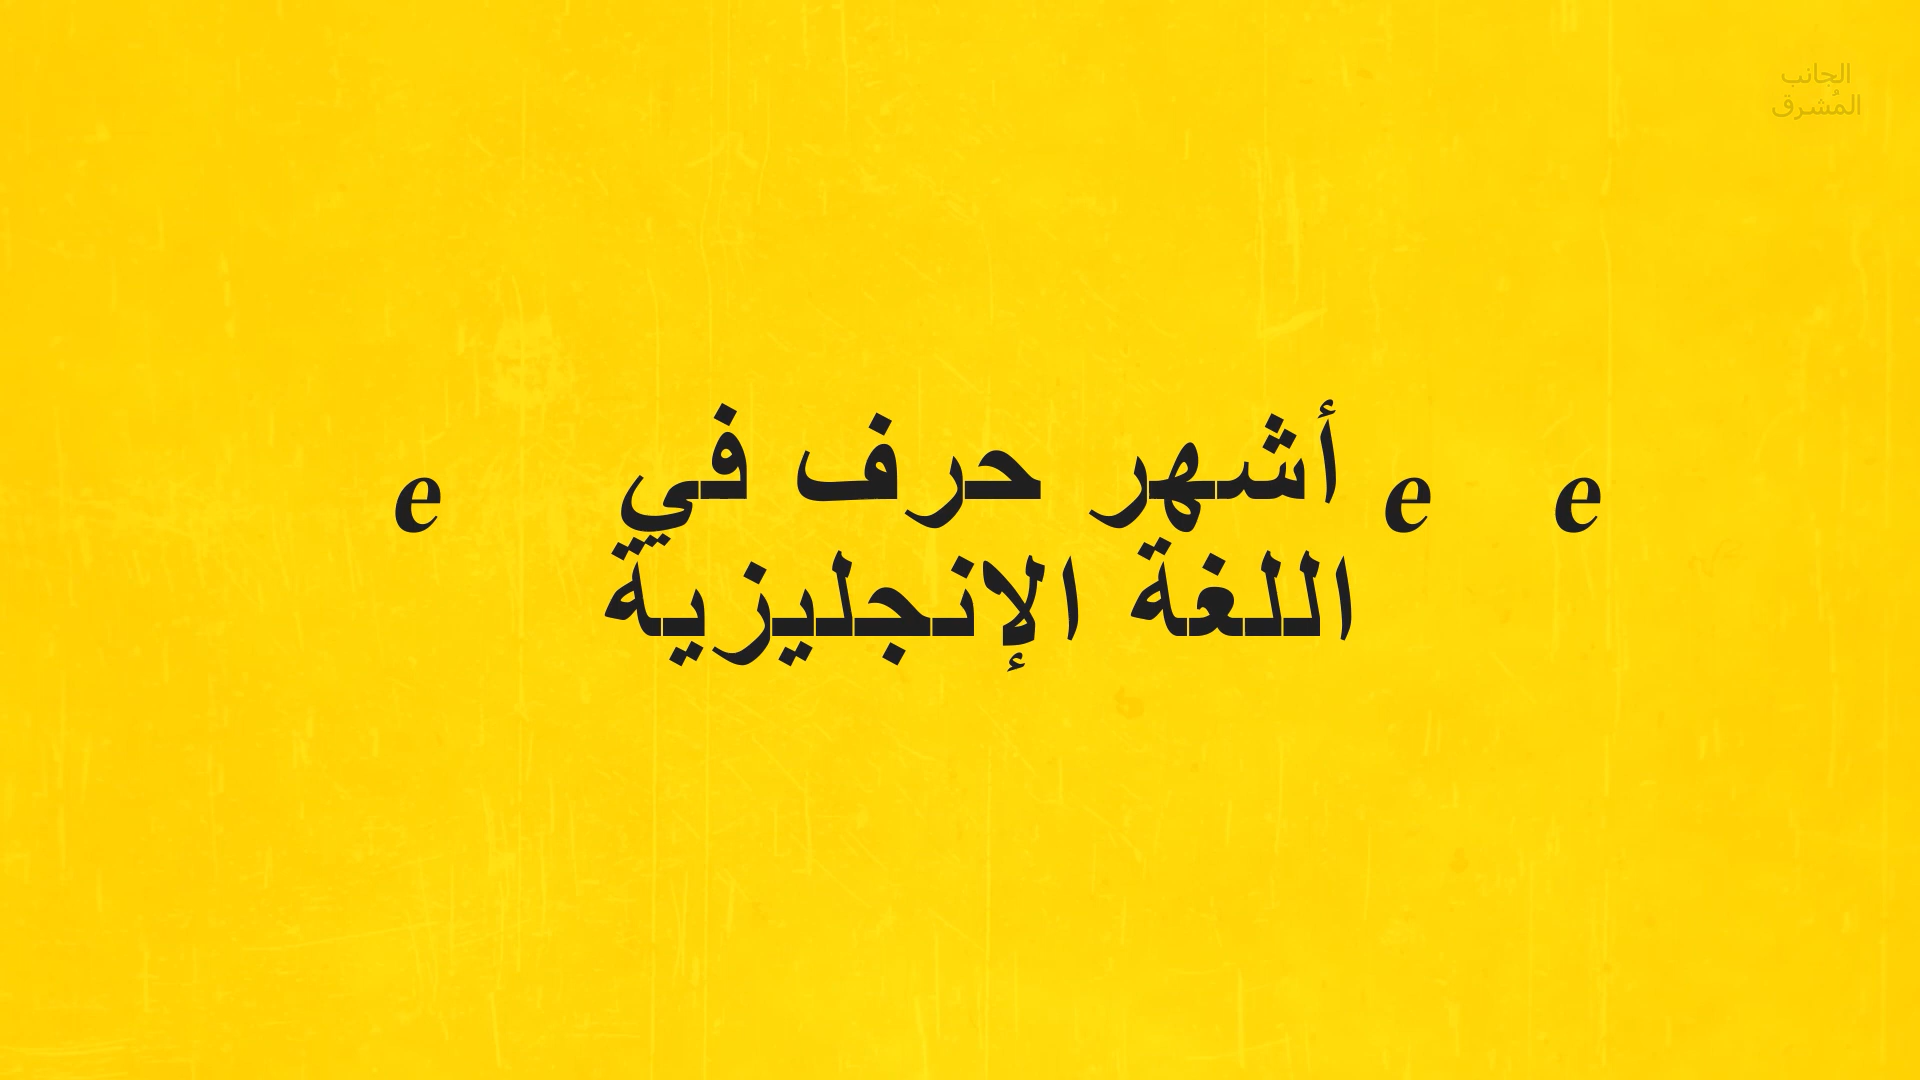 الجانب
المُشرق
e e أشهر حرف في e
اللغة الإنجليزية